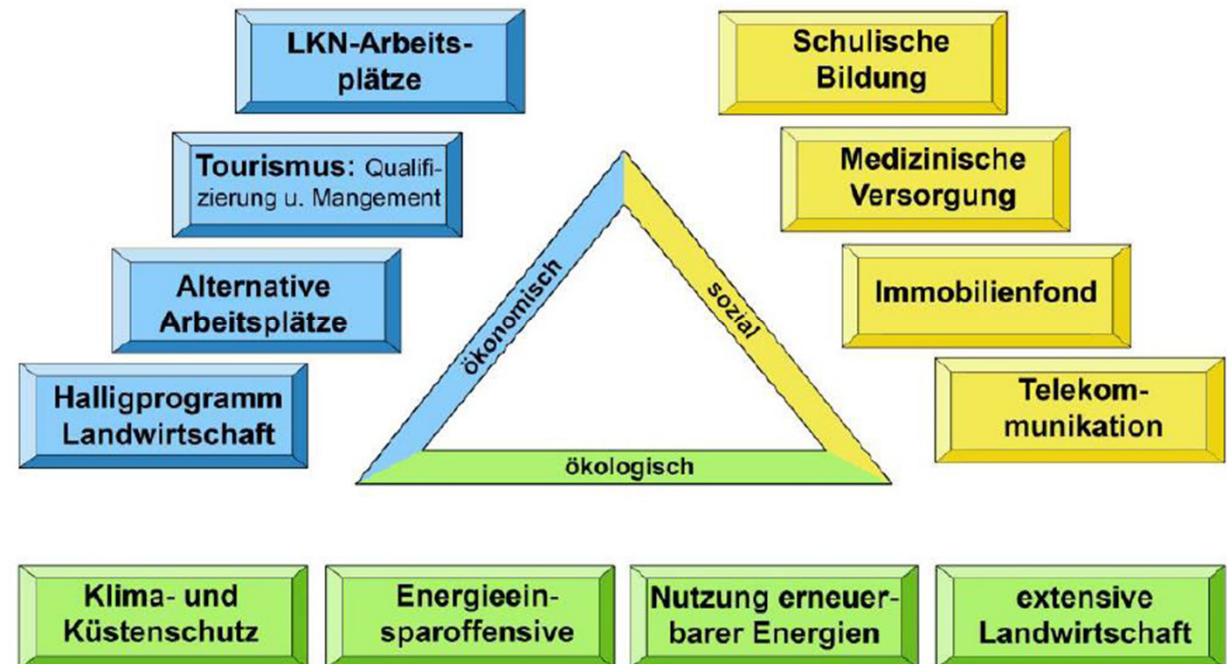 LKN-Arbeits-
plätze
Tourismus: Qualifi-
zierung u. Mangement
Alternative
Arbeitsplätze
Halligprogramm
Landwirtschaft
Schulische
Bildung
Medizinische
Versorgung
Immobilienfond
Telekom-
munikation
ökonomisch
sozial
ökologisch
Klima- und
Küstenschutz
Energieein-
sparoffensive
Nutzung erneuer-
barer Energien
extensive
Landwirtschaft